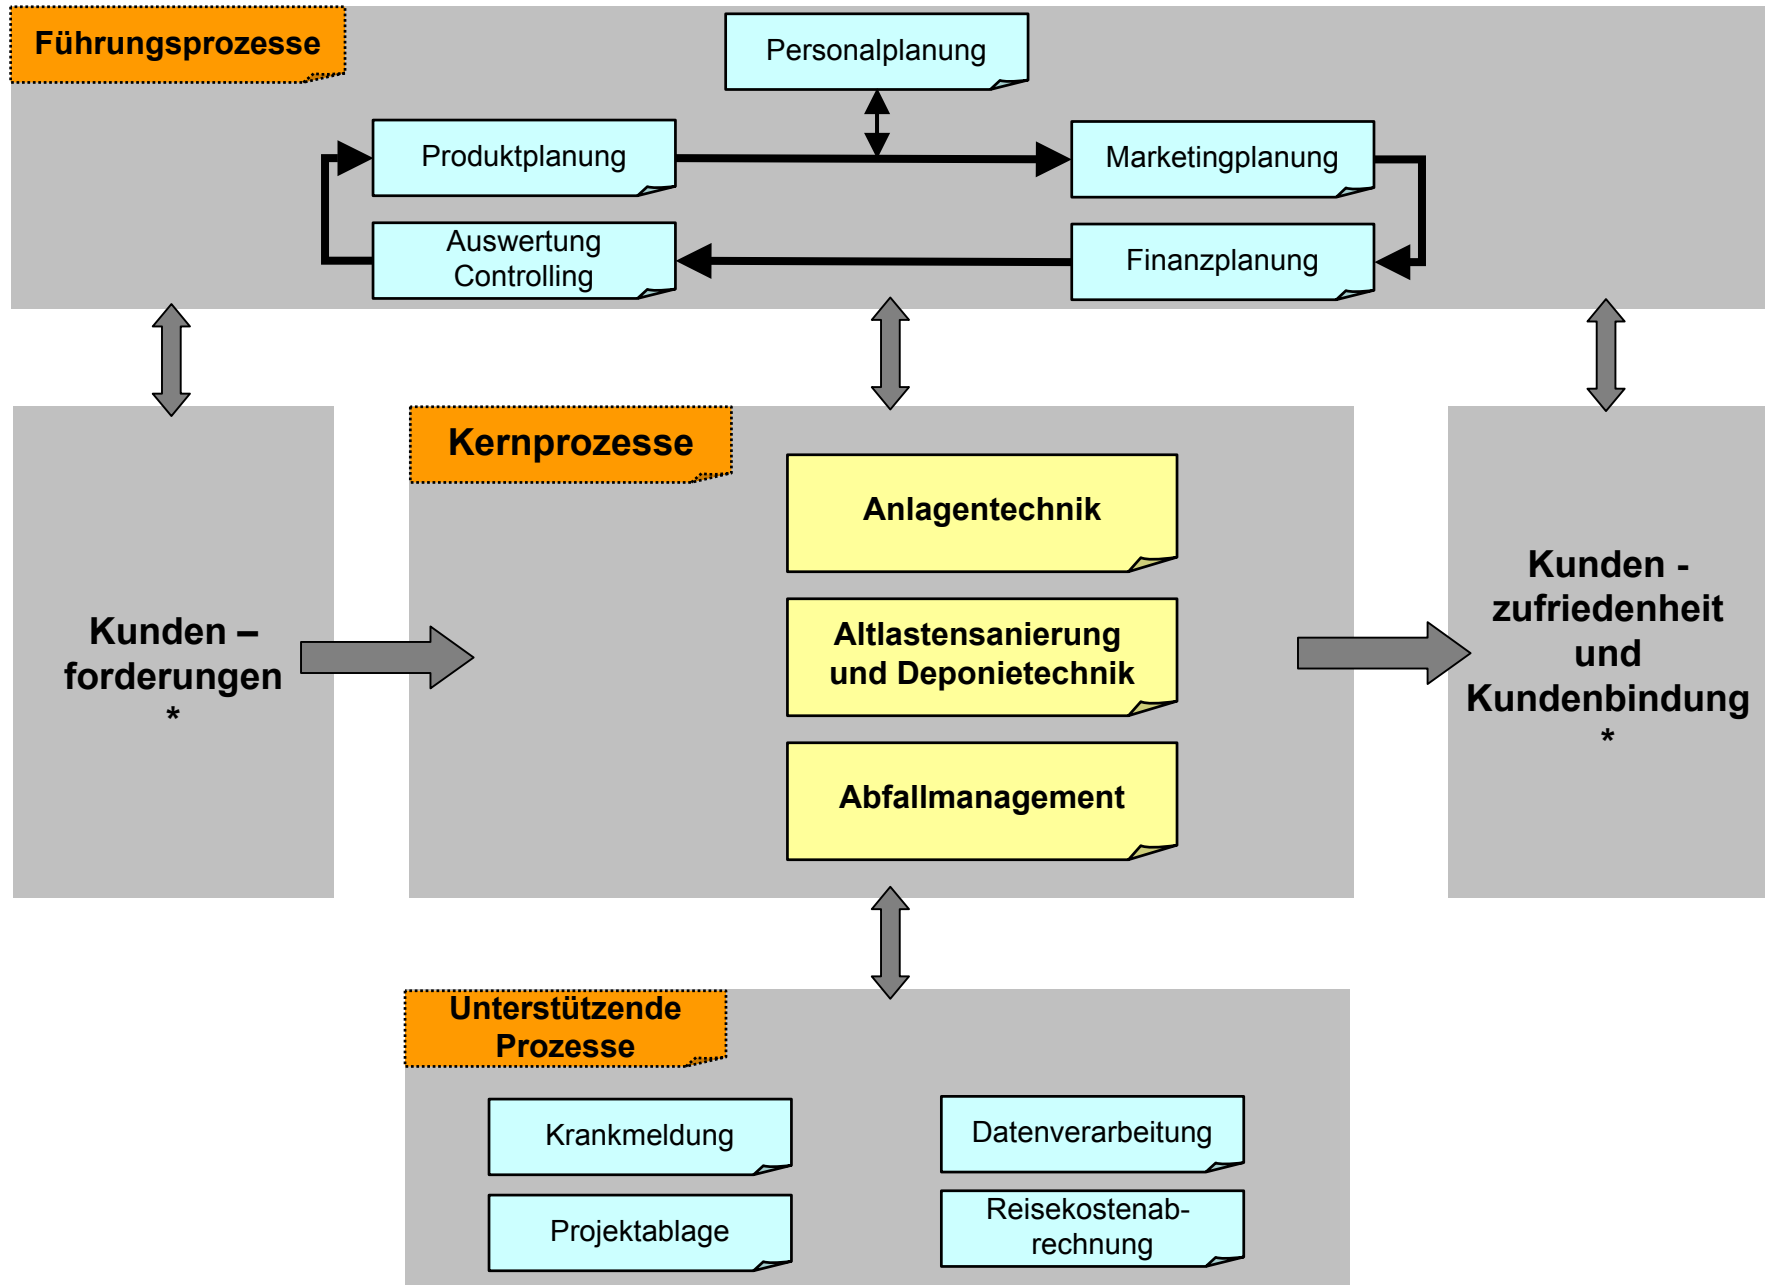 Führungsprozesse
Personalplanung
Produktplanung
Marketingplanung
Auswertung
Controlling
Finanzplanung
Kunden –
forderungen
*
Kernprozesse
Anlagentechnik
Altlastensanierung
und Deponietechnik
Abfallmanagement
Kunden -
zufriedenheit
und
Kundenbindung
*
Unterstützende
Prozesse
Krankmeldung
Datenverarbeitung
Projektablage
Reisekostenab-
rechnung